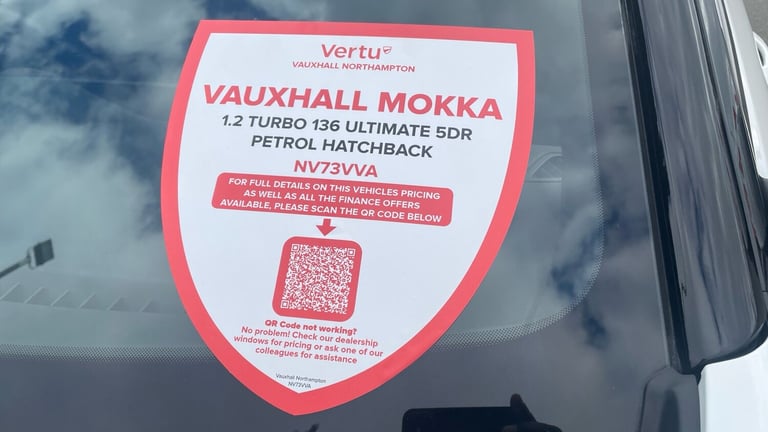 Vertu
VAUXHALL NORTHAMPTON
VAUXHALL MOKKA
1.2 TURBO 136 ULTIMATE 5DR
PETROL HATCHBACK
NV73VVA
FOR FULL DETAILS ON THIS VEHICLES PRICING
AS WELL AS ALL THE FINANCE OFFERS
AVAILABLE, PLEASE SCAN THE QR CODE BELOW
QR Code not working?
No problem! Check our dealership
windows for pricing or ask one of our
colleagues for assistance
Vauxhall Northampton
NV73VVA